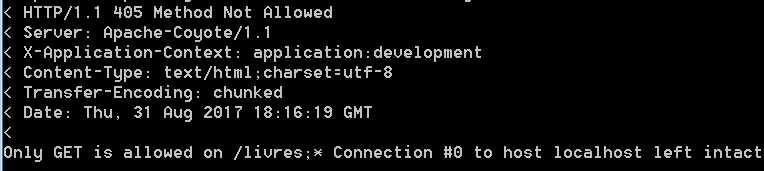 < HTTP/1.1 405 Method Not Allowed
< Server: Apache-Coyote/1.1
< X-Application-Context: application:development
< Content-Type: text/html;charset=utf-8
< Transfer-Encoding: chunked
< Date: Thu, 31 Aug 2017 18:16:19 GMT
<
Only GET is allowed on /livres;* Connection #0 to host localhost left intact